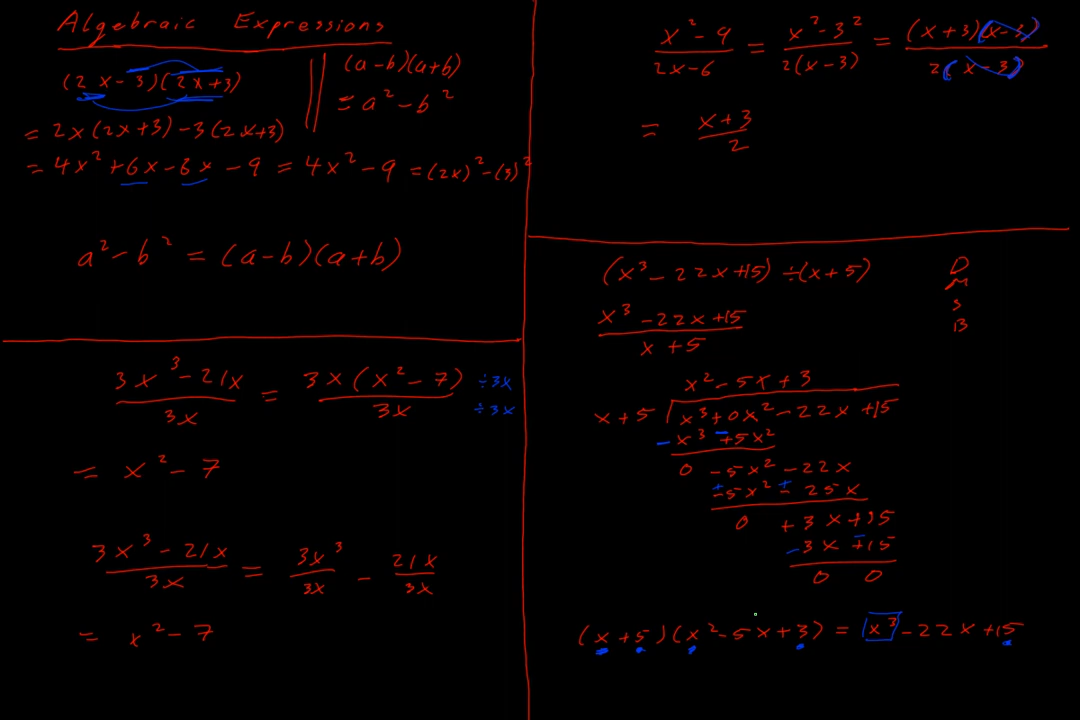 Algebraic Expressions
(2x-3)(2x+3)
= 2x(2x+3)-3(2x+3)
= 4x²+6x-6x-9 = 4x²-9 = (2x)²-(3)²
(a-b)(a+b)
= a²-b²
a²-b² = (a-b)(a+b)
3x³-21x / 3x = 3x(x²-7) / 3x ÷3x ÷3x
= x²-7
3x³-21x / 3x = 3x³/3x - 21x/3x
= x²-7
x²-9 / 2x-6 = x²-3² / 2(x-3) = (x+3)(x-3) / 2(x-3)
= x+3 / 2
(x³-22x+15) ÷ (x+5)
D
M
S
B
x³-22x+15
x+5
x²-5x+3
x+5 x³+0x²-22x+15
- x³+5x² -
0 -5x²-22x
+ -5x² + -25x
0 +3x+15
- 3x - +15
0 0
(x+5)(x²-5x+3) = x³-22x+15